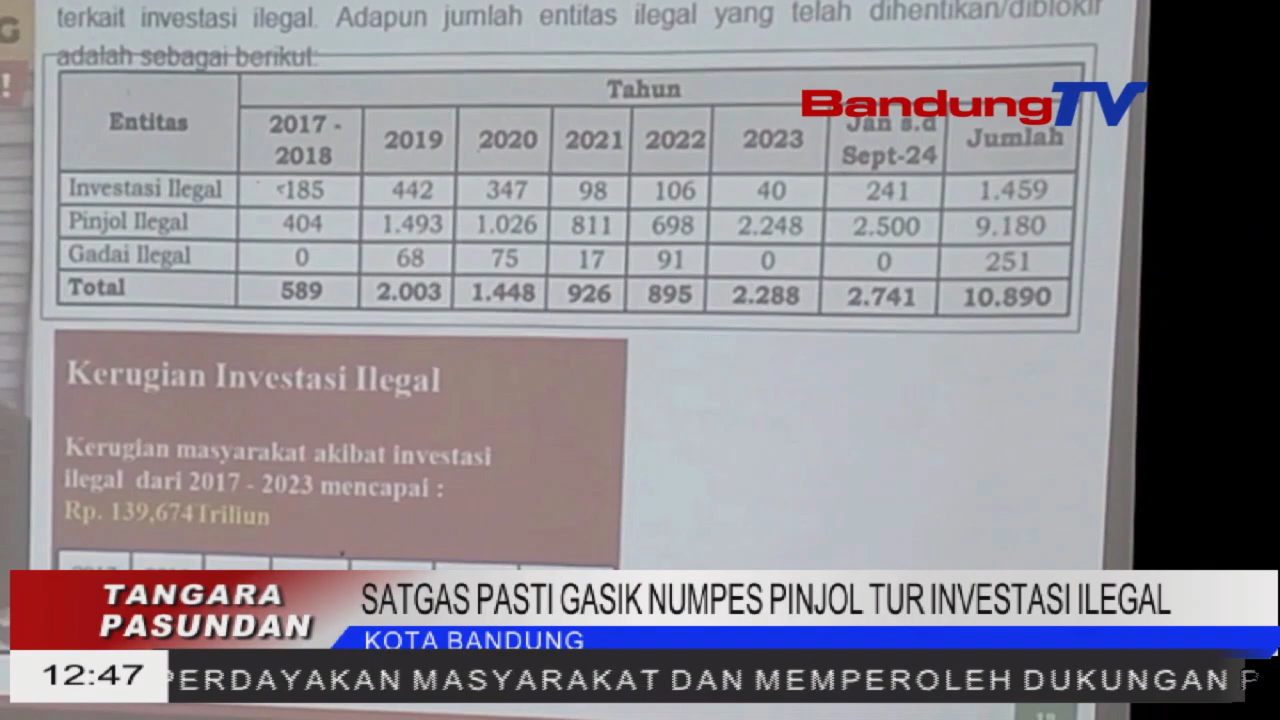 G
!
terkait investasi ilegal. Adapun jumlah entitas ilegal yang telah dihentikan/diblokir
adalah sebagai berikut:
BandungTV
Entitas Tahun
2017 - 2018 2019 2020 2021 2022 2023 Jan s.d Sept-24 Jumlah
Investasi Ilegal 185 442 347 98 106 40 241 1.459
Pinjol Ilegal 404 1.493 1.026 811 698 2.248 2.500 9.180
Gadai Ilegal 0 68 75 17 91 0 0 251
Total 589 2.003 1.448 926 895 2.288 2.741 10.890
Kerugian Investasi Ilegal
Kerugian masyarakat akibat investasi
ilegal dari 2017 - 2023 mencapai :
Rp. 139,674 Triliun
TANGARA
PASUNDAN
SATGAS PASTI GASIK NUMPES PINJOL TUR INVESTASI ILEGAL
KOTA BANDUNG
12:47
PERDAYAKAN MASYARAKAT DAN MEMPEROLEH DUKUNGAN P